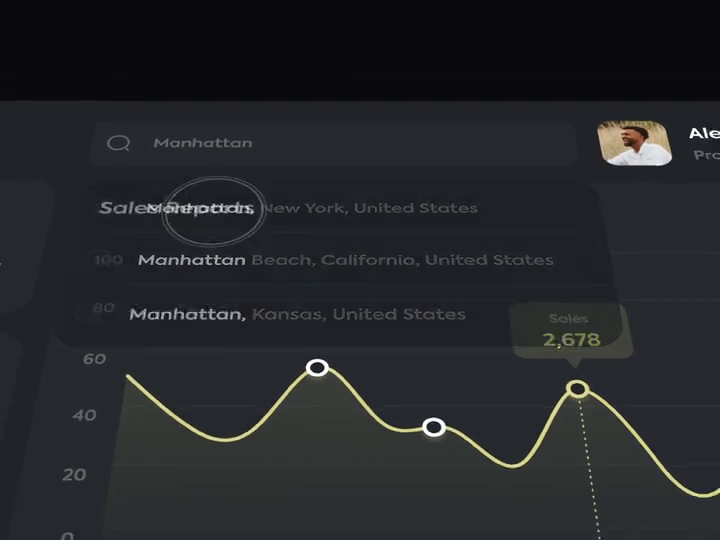 Manhattan
Ale
Pro
Sales Reports
Manhattan, New York, United States
100
Manhattan Beach, California, United States
80
Manhattan, Kansas, United States
Sales
2,678
60
40
20
0